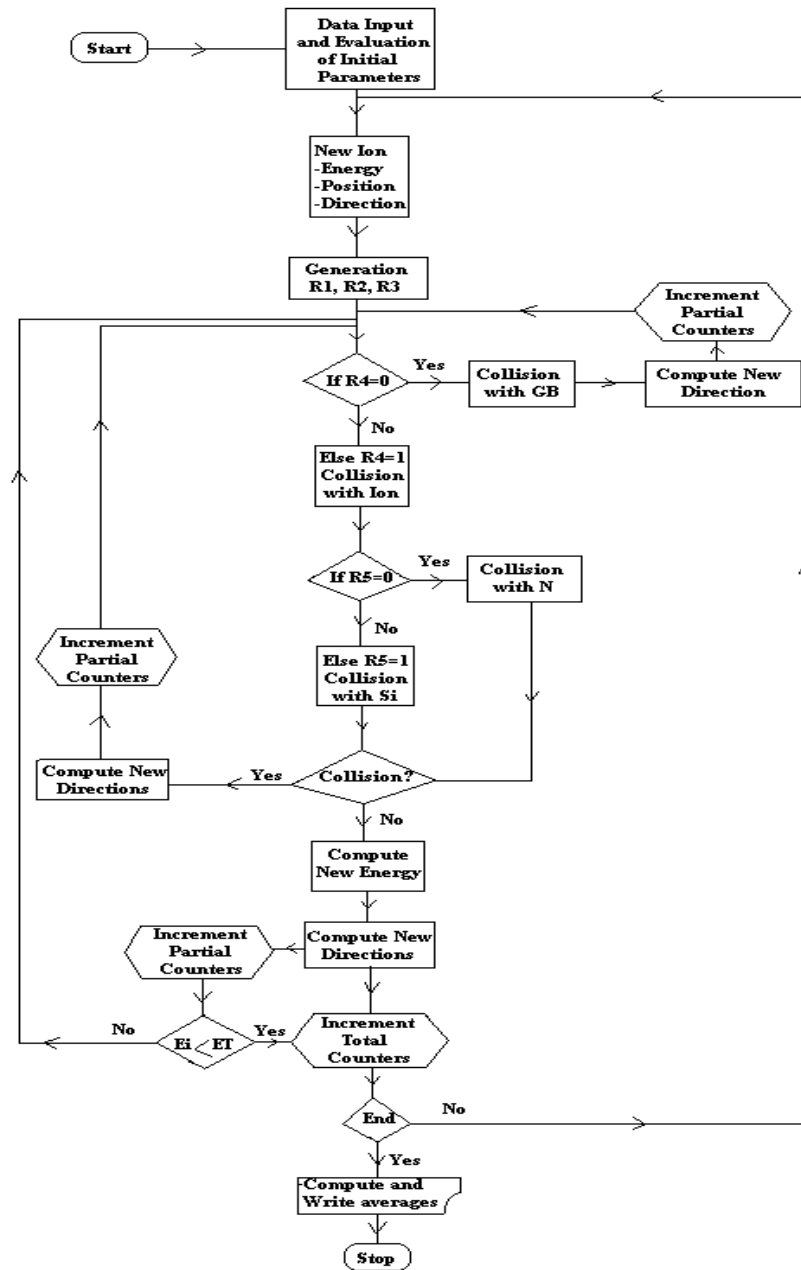 Start
Data Input
and Evaluation
of Initial
Parameters
New Ion
-Energy
-Position
-Direction
Generation
R1, R2, R3
Increment
Partial
Counters
If R4=0
Yes
Collision
with GB
Compute New
Direction
No
Else R4=1
Collision
with Ion
If R5=0
Yes
Collision
with N
No
Increment
Partial
Counters
Else R5=1
Collision
with Si
Compute New
Directions
Yes
Collision?
No
Compute
New Energy
Increment
Partial
Counters
Compute New
Directions
No
Ei < ET
Yes
Increment
Total
Counters
End
No
Yes
-Compute and
Write averages
Stop